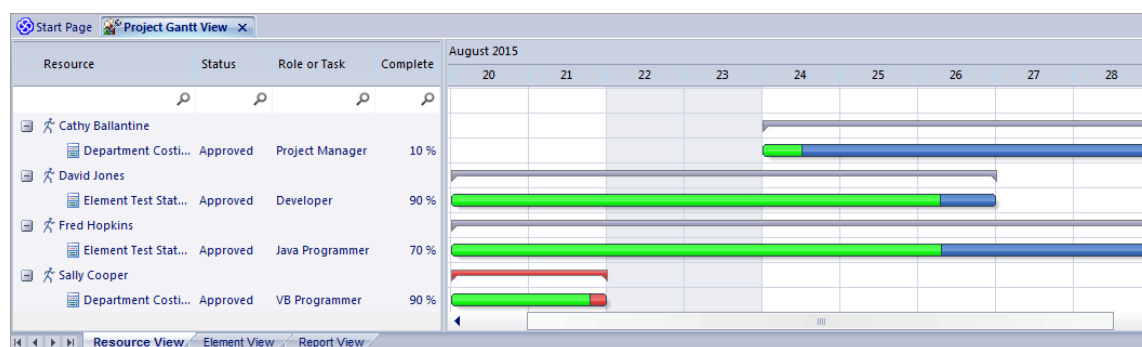 Start Page Project Gantt View X
August 2015
Resource Status Role or Task Complete
20 21 22 23 24 25 26 27 28
Cathy Ballantine
Department Costi... Approved Project Manager 10 %
David Jones
Element Test Stat... Approved Developer 90 %
Fred Hopkins
Element Test Stat... Approved Java Programmer 70 %
Sally Cooper
Department Costi... Approved VB Programmer 90 %
Resource View Element View Report View